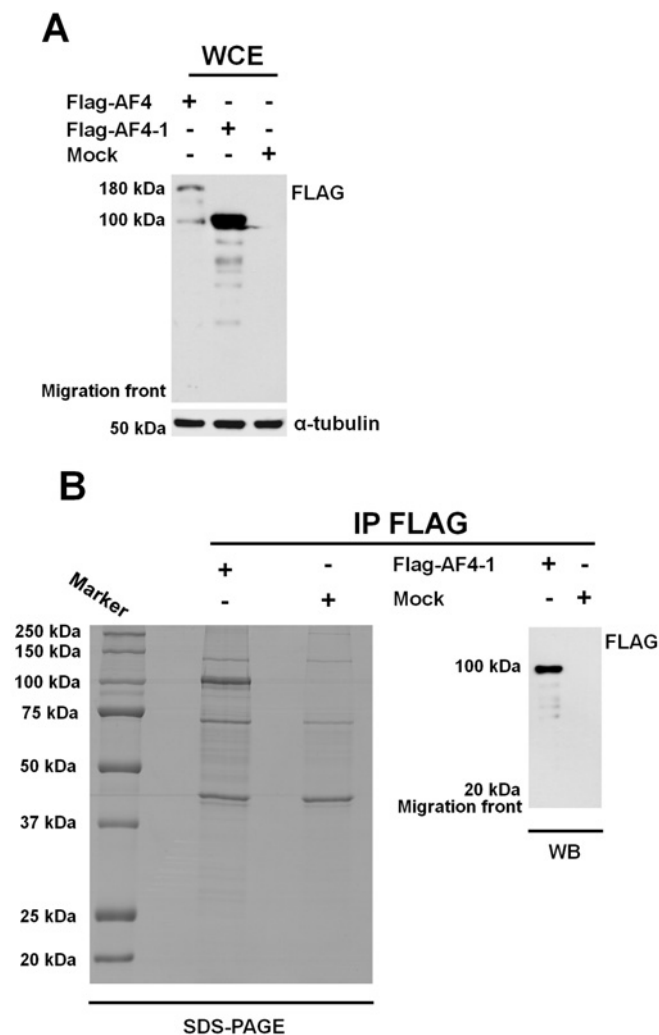 A
WCE
Flag-AF4 + - -
Flag-AF4-1 - + -
Mock - - +
180 kDa
FLAG
100 kDa
Migration front
50 kDa
α-tubulin
B
IP FLAG
Marker
+ -
- +
250 kDa
150 kDa
100 kDa
75 kDa
50 kDa
37 kDa
25 kDa
20 kDa
SDS-PAGE
Flag-AF4-1 + -
Mock - +
FLAG
100 kDa
20 kDa
Migration front
WB